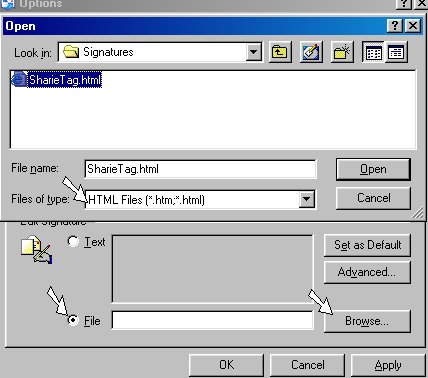 Options
Open
Look in: Signatures
SharieTag.html
File name: SharieTag.html Open
Files of type: HTML Files (*.htm;*.html) Cancel
Edit Signature
Text Set as Default
Advanced...
File Browse...
OK Cancel Apply